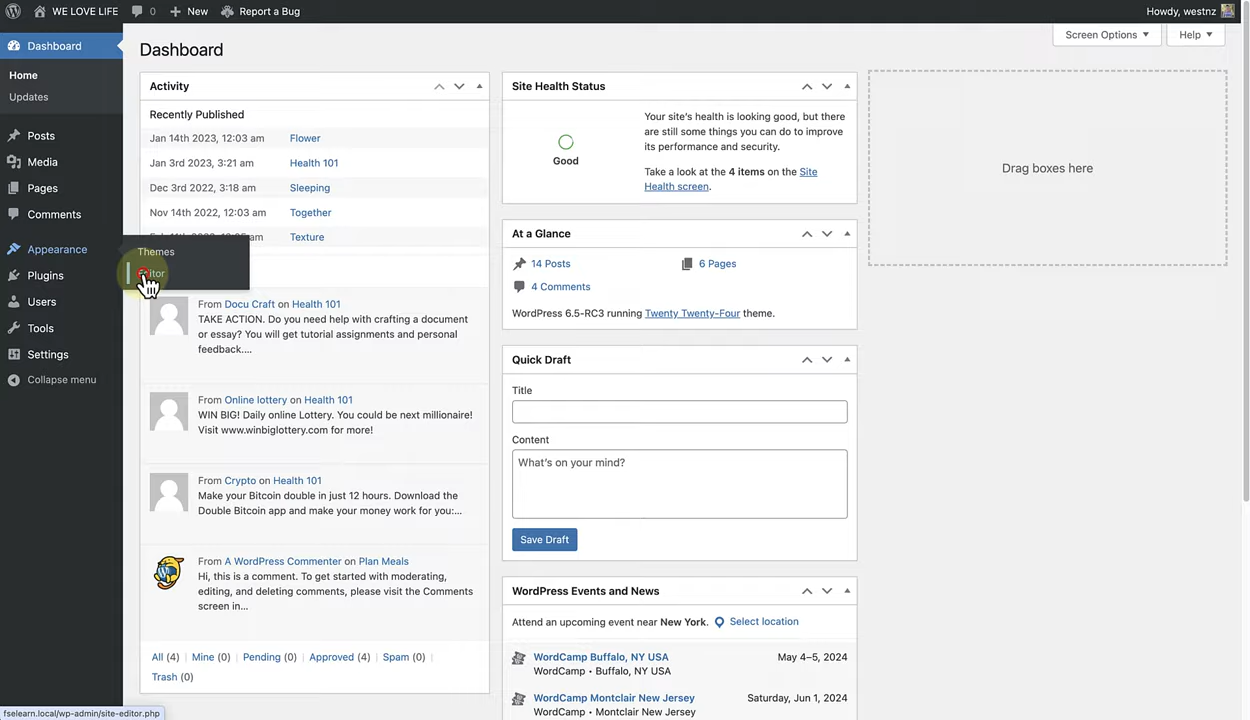 WE LOVE LIFE 0 New Report a Bug Howdy, westnz
Dashboard
Home
Updates
Posts
Media
Pages
Comments
Appearance
Themes
Plugins
Users
Tools
Settings
Collapse menu
Screen Options Help
Dashboard
Activity
Recently Published
Jan 14th 2023, 12:03 am Flower
Jan 3rd 2023, 3:21 am Health 101
Dec 3rd 2022, 3:18 am Sleeping
Nov 14th 2022, 12:03 am Together
am Texture
From Docu Craft on Health 101
TAKE ACTION. Do you need help with crafting a document
or essay? You will get tutorial assignments and personal
feedback.…
From Online lottery on Health 101
WIN BIG! Daily online Lottery. You could be next millionaire!
Visit www.winbiglottery.com for more!
From Crypto on Health 101
Make your Bitcoin double in just 12 hours. Download the
Double Bitcoin app and make your money work for you:…
From A WordPress Commenter on Plan Meals
Hi, this is a comment. To get started with moderating,
editing, and deleting comments, please visit the Comments
screen in…
All (4) | Mine (0) | Pending (0) | Approved (4) | Spam (0) |
Trash (0)
Site Health Status
Good
Your site's health is looking good, but there
are still some things you can do to improve
its performance and security.
Take a look at the 4 items on the Site
Health screen.
At a Glance
14 Posts 6 Pages
4 Comments
WordPress 6.5-RC3 running Twenty Twenty-Four theme.
Quick Draft
Title
Content
What's on your mind?
Save Draft
WordPress Events and News
Attend an upcoming event near New York. Select location
WordCamp Buffalo, NY USA May 4–5, 2024
WordCamp • Buffalo, NY USA
WordCamp Montclair New Jersey Saturday, Jun 1, 2024
WordCamp • Montclair New Jersey
Drag boxes here
fselearn.local/wp-admin/site-editor.php